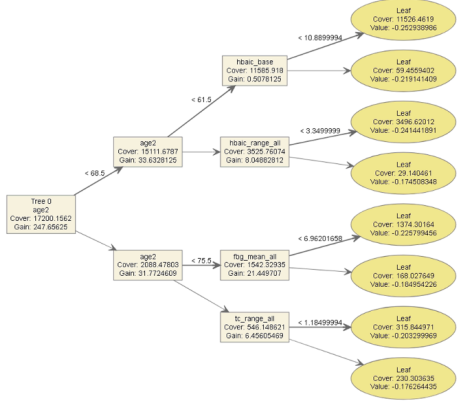 Leaf
Cover: 11526.4619
Value: -0.252938986
< 10.8899994
hbaic_base
Cover: 11585.918
Gain: 0.5078125
Leaf
Cover: 59.4559402
Value: -0.219141409
< 61.5
Leaf
Cover: 3496.62012
Value: -0.241441891
< 3.3499999
age2
Cover: 15111.6787
Gain: 33.6328125
hbaic_range_all
Cover: 3525.76074
Gain: 8.04882812
Leaf
Cover: 29.140461
Value: -0.174508348
< 68.5
Tree 0
age2
Cover: 17200.1562
Gain: 247.65625
Leaf
Cover: 1374.30164
Value: -0.225799456
< 6.96201658
age2
Cover: 2088.47803
Gain: 31.7724609
< 75.5
fbg_mean_all
Cover: 1542.32935
Gain: 21.449707
Leaf
Cover: 168.027649
Value: -0.184954226
tc_range_all
Cover: 546.148621
Gain: 6.45605469
< 1.18499994
Leaf
Cover: 315.844971
Value: -0.203299969
Leaf
Cover: 230.303635
Value: -0.176264435